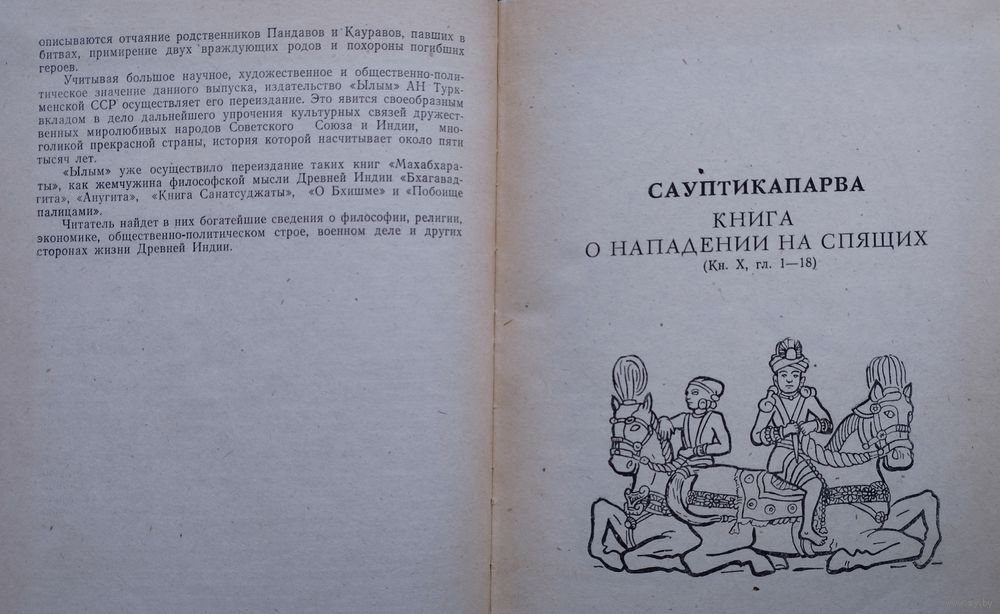 описываются отчаяние родственников Пандавов и Кауравов, павших в
битвах, примирение двух враждующих родов и похороны погибших
героев.
Учитывая большое научное, художественное и общественно-поли-
тическое значение данного выпуска, издательство «Ылым» АН Турк-
менской ССР осуществляет его переиздание. Это явится своеобразным
вкладом в дело дальнейшего упрочения культурных связей дружест-
венных миролюбивых народов Советского Союза и Индии, мно-
голикой прекрасной страны, история которой насчитывает около пяти
тысяч лет.
«Ылым» уже осуществило переиздание таких книг «Махабхара-
ты», как жемчужина философской мысли Древней Индии «Бхагавад-
гита», «Анугита», «Книга Санатсуджаты», «О Бхишме» и «Побоище
палицами».
Читатель найдет в них богатейшие сведения о философии, религии,
экономике, общественно-политическом строе, военном деле и других
сторонах жизни Древней Индии.
САУПТИКАПАРВА
КНИГА
О НАПАДЕНИИ НА СПЯЩИХ
(Кн. X, гл. 1—18)